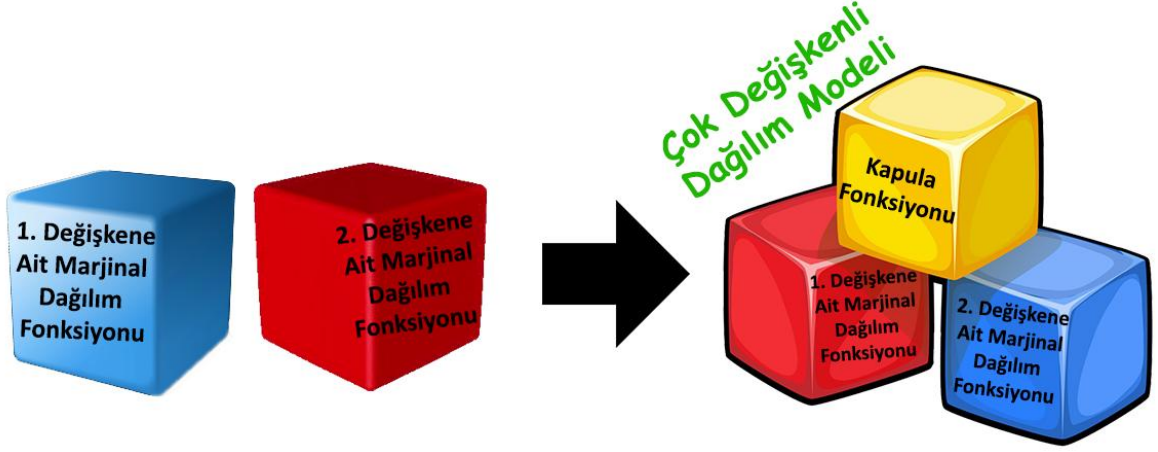 1. Değişkene
Ait Marjinal
Dağılım
Fonksiyonu
2. Değişkene
Ait Marjinal
Dağılım
Fonksiyonu
Çok Değişkenli
Dağılım Modeli
Kapula
Fonksiyonu
1. Değişkene
Ait Marjinal
Dağılım
Fonksiyonu
2. Değişkene
Ait Marjinal
Dağılım
Fonksiyonu